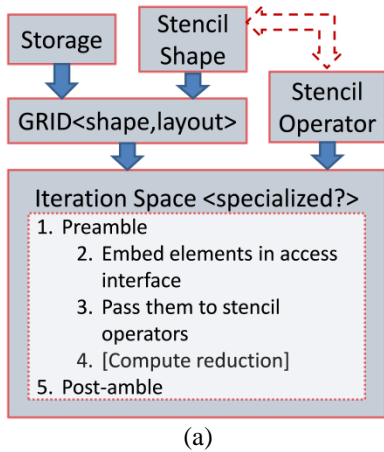 Storage
Stencil
Shape
GRID<shape,layout>
Stencil
Operator
Iteration Space <specialized?>
1. Preamble
2. Embed elements in access
interface
3. Pass them to stencil
operators
4. [Compute reduction]
5. Post-amble
(a)